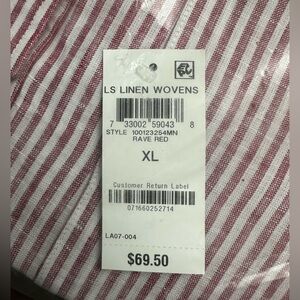 LS LINEN WOVENS
7 33002 59043 8
STYLE 100123254MN
RAVE RED
XL
Customer Return Label
071660252714
LA07-004
$69.50